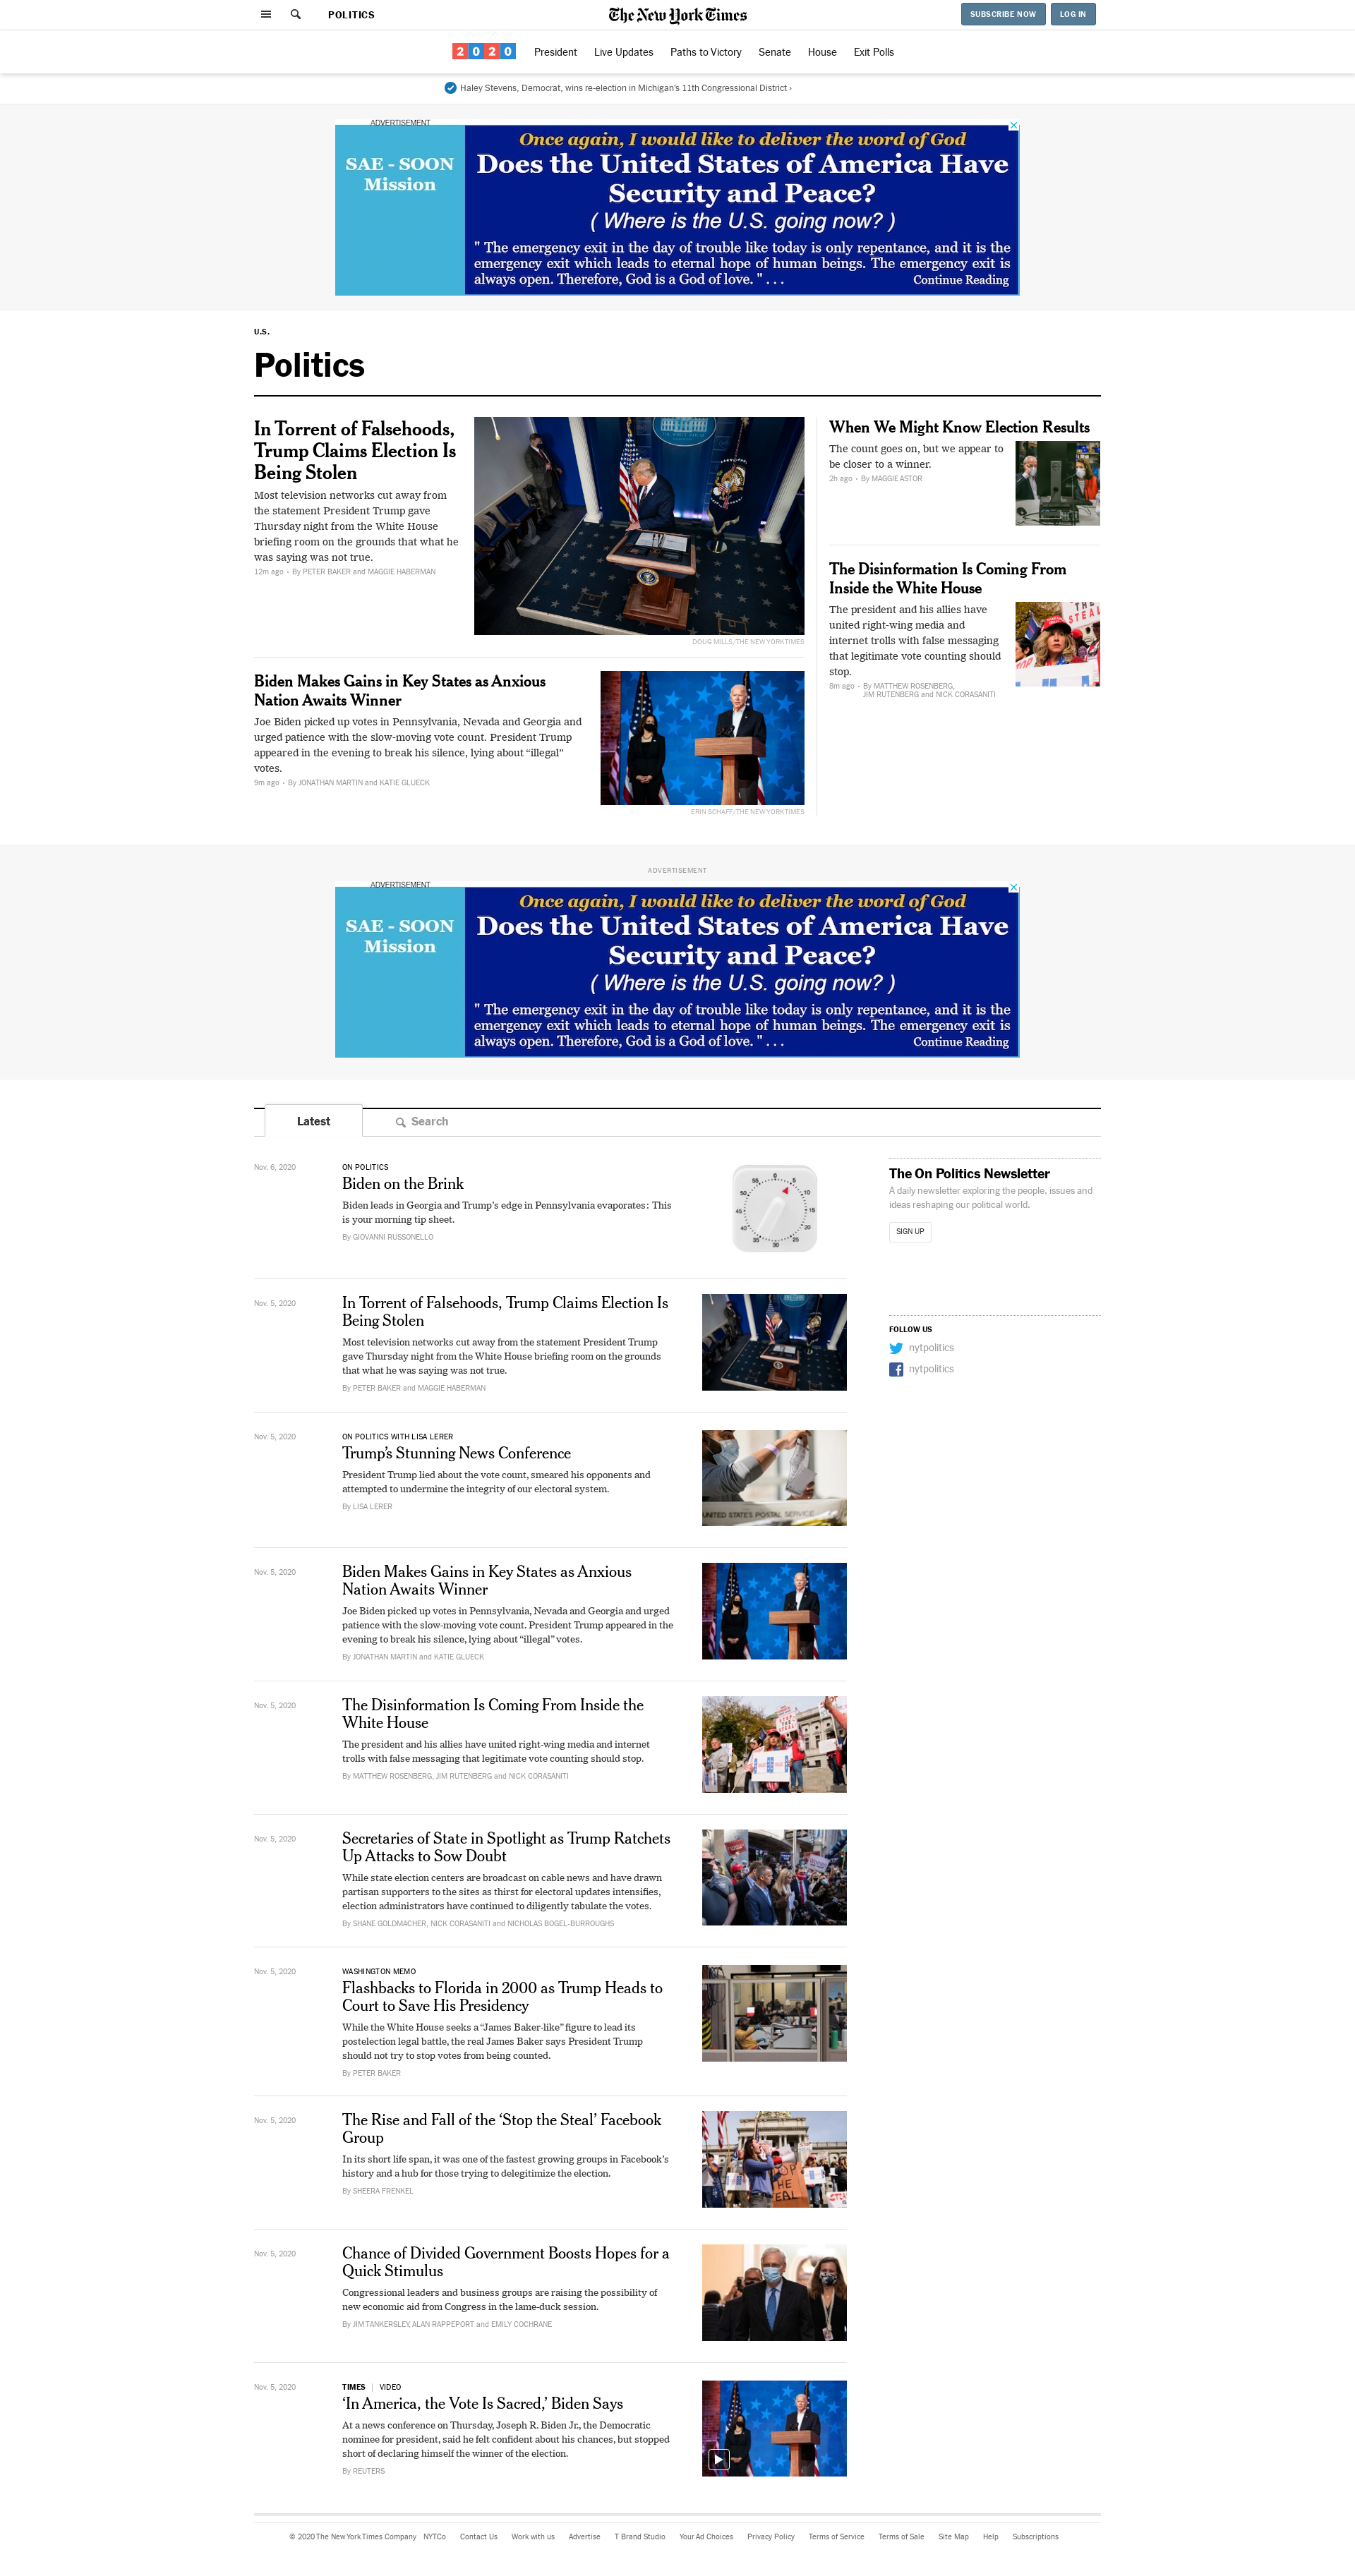 POLITICS
The New York Times
SUBSCRIBE NOW
LOG IN
2020
President
Live Updates
Paths to Victory
Senate
House
Exit Polls
Haley Stevens, Democrat, wins re-election in Michigan's 11th Congressional District ›
ADVERTISEMENT
SAE - SOON
Mission
Once again, I would like to deliver the word of God
Does the United States of America Have
Security and Peace?
( Where is the U.S. going now? )
" The emergency exit in the day of trouble like today is only repentance, and it is the
emergency exit which leads to eternal hope of human beings. The emergency exit is
always open. Therefore, God is a God of love. " . . .
Continue Reading
U.S.
Politics
In Torrent of Falsehoods,
Trump Claims Election Is
Being Stolen
Most television networks cut away from
the statement President Trump gave
Thursday night from the White House
briefing room on the grounds that what he
was saying was not true.
12m ago • By PETER BAKER and MAGGIE HABERMAN
DOUG MILLS/THE NEW YORK TIMES
Biden Makes Gains in Key States as Anxious
Nation Awaits Winner
Joe Biden picked up votes in Pennsylvania, Nevada and Georgia and
urged patience with the slow-moving vote count. President Trump
appeared in the evening to break his silence, lying about “illegal”
votes.
9m ago • By JONATHAN MARTIN and KATIE GLUECK
ERIN SCHAFF/THE NEW YORK TIMES
When We Might Know Election Results
The count goes on, but we appear to
be closer to a winner.
2h ago • By MAGGIE ASTOR
The Disinformation Is Coming From
Inside the White House
The president and his allies have
united right-wing media and
internet trolls with false messaging
that legitimate vote counting should
stop.
8m ago • By MATTHEW ROSENBERG,
JIM RUTENBERG and NICK CORASANITI
ADVERTISEMENT
ADVERTISEMENT
SAE - SOON
Mission
Once again, I would like to deliver the word of God
Does the United States of America Have
Security and Peace?
( Where is the U.S. going now? )
" The emergency exit in the day of trouble like today is only repentance, and it is the
emergency exit which leads to eternal hope of human beings. The emergency exit is
always open. Therefore, God is a God of love. " . . .
Continue Reading
Latest
Search
Nov. 6, 2020
ON POLITICS
Biden on the Brink
Biden leads in Georgia and Trump's edge in Pennsylvania evaporates: This
is your morning tip sheet.
By GIOVANNI RUSSONELLO
0 5 10 15 20 25 30 35 40 45 50 55
The On Politics Newsletter
A daily newsletter exploring the people, issues and
ideas reshaping our political world.
SIGN UP
FOLLOW US
nytpolitics
nytpolitics
Nov. 5, 2020
In Torrent of Falsehoods, Trump Claims Election Is
Being Stolen
Most television networks cut away from the statement President Trump
gave Thursday night from the White House briefing room on the grounds
that what he was saying was not true.
By PETER BAKER and MAGGIE HABERMAN
Nov. 5, 2020
ON POLITICS WITH LISA LERER
Trump’s Stunning News Conference
President Trump lied about the vote count, smeared his opponents and
attempted to undermine the integrity of our electoral system.
By LISA LERER
UNITED STATES POSTAL SERVICE
Nov. 5, 2020
Biden Makes Gains in Key States as Anxious
Nation Awaits Winner
Joe Biden picked up votes in Pennsylvania, Nevada and Georgia and urged
patience with the slow-moving vote count. President Trump appeared in the
evening to break his silence, lying about “illegal” votes.
By JONATHAN MARTIN and KATIE GLUECK
Nov. 5, 2020
The Disinformation Is Coming From Inside the
White House
The president and his allies have united right-wing media and internet
trolls with false messaging that legitimate vote counting should stop.
By MATTHEW ROSENBERG, JIM RUTENBERG and NICK CORASANITI
Nov. 5, 2020
Secretaries of State in Spotlight as Trump Ratchets
Up Attacks to Sow Doubt
While state election centers are broadcast on cable news and have drawn
partisan supporters to the sites as thirst for electoral updates intensifies,
election administrators have continued to diligently tabulate the votes.
By SHANE GOLDMACHER, NICK CORASANITI and NICHOLAS BOGEL-BURROUGHS
Nov. 5, 2020
WASHINGTON MEMO
Flashbacks to Florida in 2000 as Trump Heads to
Court to Save His Presidency
While the White House seeks a “James Baker-like” figure to lead its
postelection legal battle, the real James Baker says President Trump
should not try to stop votes from being counted.
By PETER BAKER
Nov. 5, 2020
The Rise and Fall of the ‘Stop the Steal’ Facebook
Group
In its short life span, it was one of the fastest growing groups in Facebook's
history and a hub for those trying to delegitimize the election.
By SHEERA FRENKEL
Nov. 5, 2020
Chance of Divided Government Boosts Hopes for a
Quick Stimulus
Congressional leaders and business groups are raising the possibility of
new economic aid from Congress in the lame-duck session.
By JIM TANKERSLEY, ALAN RAPPEPORT and EMILY COCHRANE
Nov. 5, 2020
TIMES | VIDEO
‘In America, the Vote Is Sacred,’ Biden Says
At a news conference on Thursday, Joseph R. Biden Jr., the Democratic
nominee for president, said he felt confident about his chances, but stopped
short of declaring himself the winner of the election.
By REUTERS
© 2020 The New York Times Company
NYTCo
Contact Us
Work with us
Advertise
T Brand Studio
Your Ad Choices
Privacy Policy
Terms of Service
Terms of Sale
Site Map
Help
Subscriptions